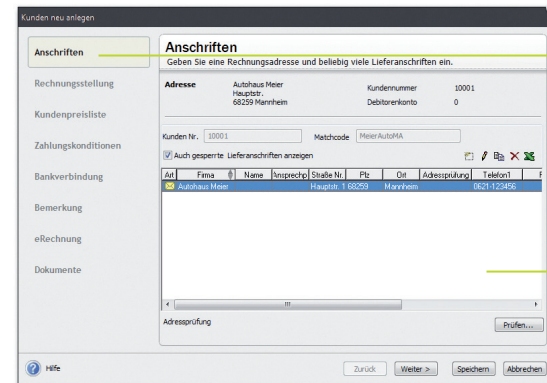 Kunden neu anlegen
Anschriften
Rechnungsstellung
Kundenpreisliste
Zahlungskonditionen
Bankverbindung
Bemerkung
eRechnung
Dokumente
Anschriften
Geben Sie eine Rechnungsadresse und beliebig viele Lieferanschriften ein.
Adresse Autohaus Meier Kundennummer 10001
Hauptstr.
68259 Mannheim Debitorenkonto 0
Kunden Nr. 10001 Matchcode MeierAutoMA
Auch gesperrte Lieferanschriften anzeigen
Art Firma Name Ansprechp Straße Nr. Plz Ort Adressprüfung Telefon1 F
Autohaus Meier Hauptstr. 1 68259 Mannheim 0621-123456
Adressprüfung Prüfen...
Hilfe Zurück Weiter > Speichern Abbrechen